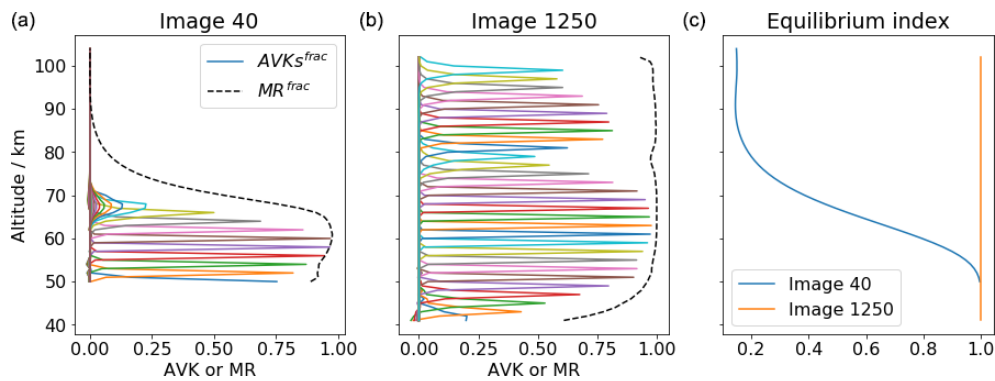 (a) Image 40
(b) Image 1250
(c) Equilibrium index
Altitude / km
100
90
80
70
60
50
40
AVKs^frac
MR^frac
0.00 0.25 0.50 0.75 1.00
AVK or MR
0.00 0.25 0.50 0.75 1.00
AVK or MR
Image 40
Image 1250
0.2 0.4 0.6 0.8 1.0